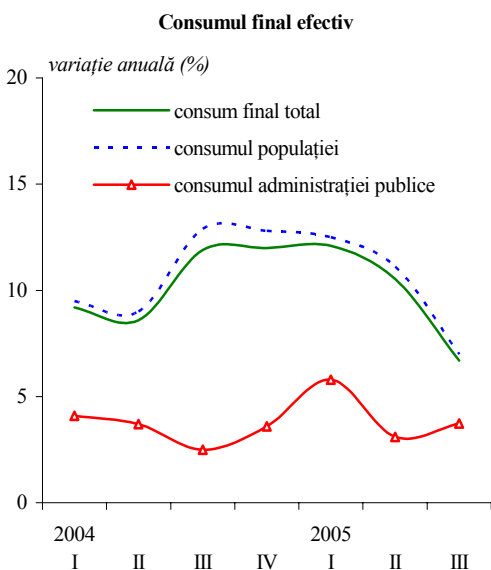 Consumul final efectiv
variație anuală (%)
20
consum final total
consumul populației
consumul administrației publice
15
10
5
0
2004 2005
I II III IV I II III